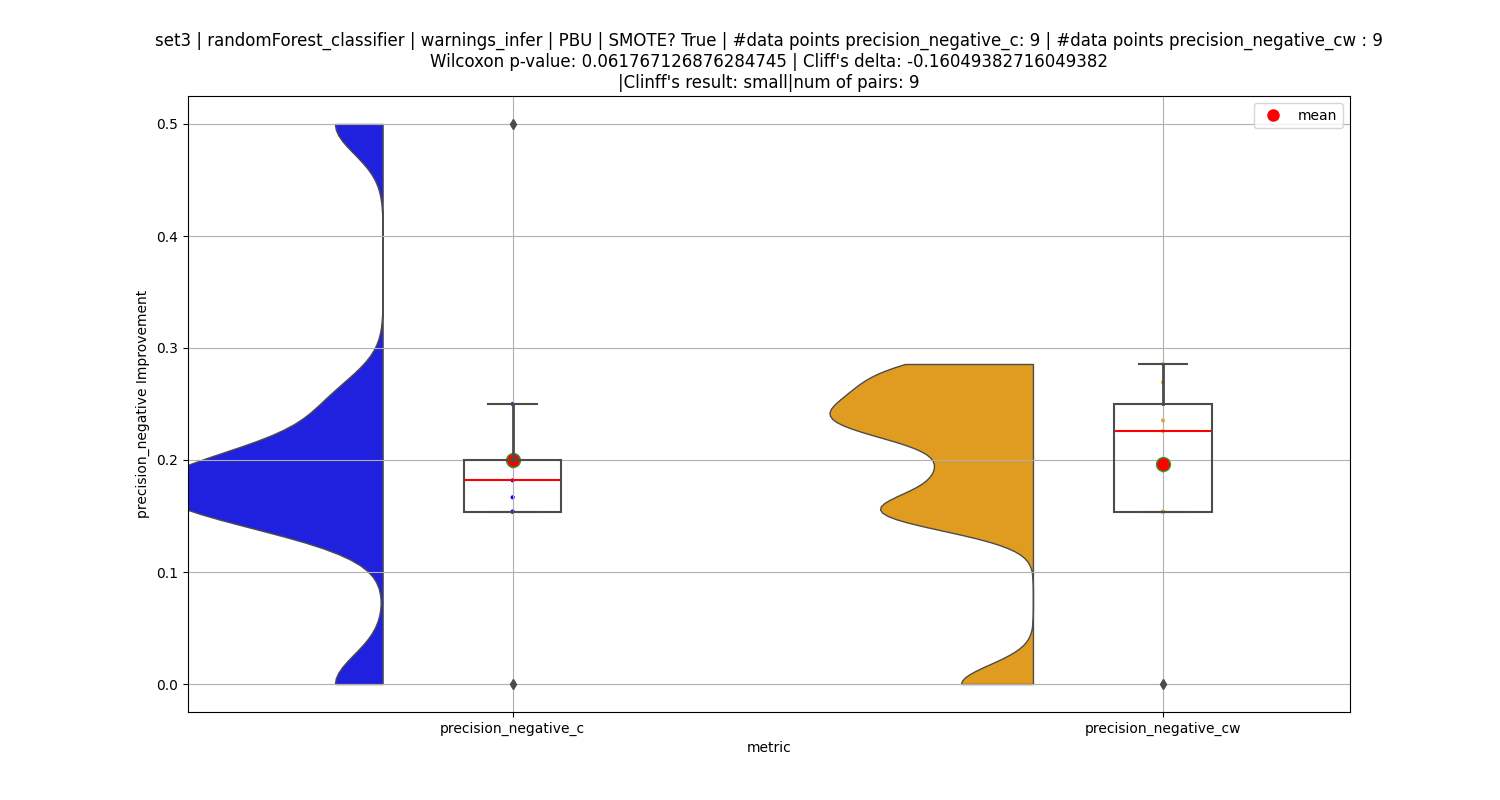 set3 | randomForest_classifier | warnings_infer | PBU | SMOTE? True | #data points precision_negative_c: 9 | #data points precision_negative_cw : 9
Wilcoxon p-value: 0.061767126876284745 | Cliff's delta: -0.16049382716049382
|Clinff's result: small|num of pairs: 9
mean
0.5
0.4
0.3
0.2
0.1
0.0
precision_negative Improvement
precision_negative_c
precision_negative_cw
metric